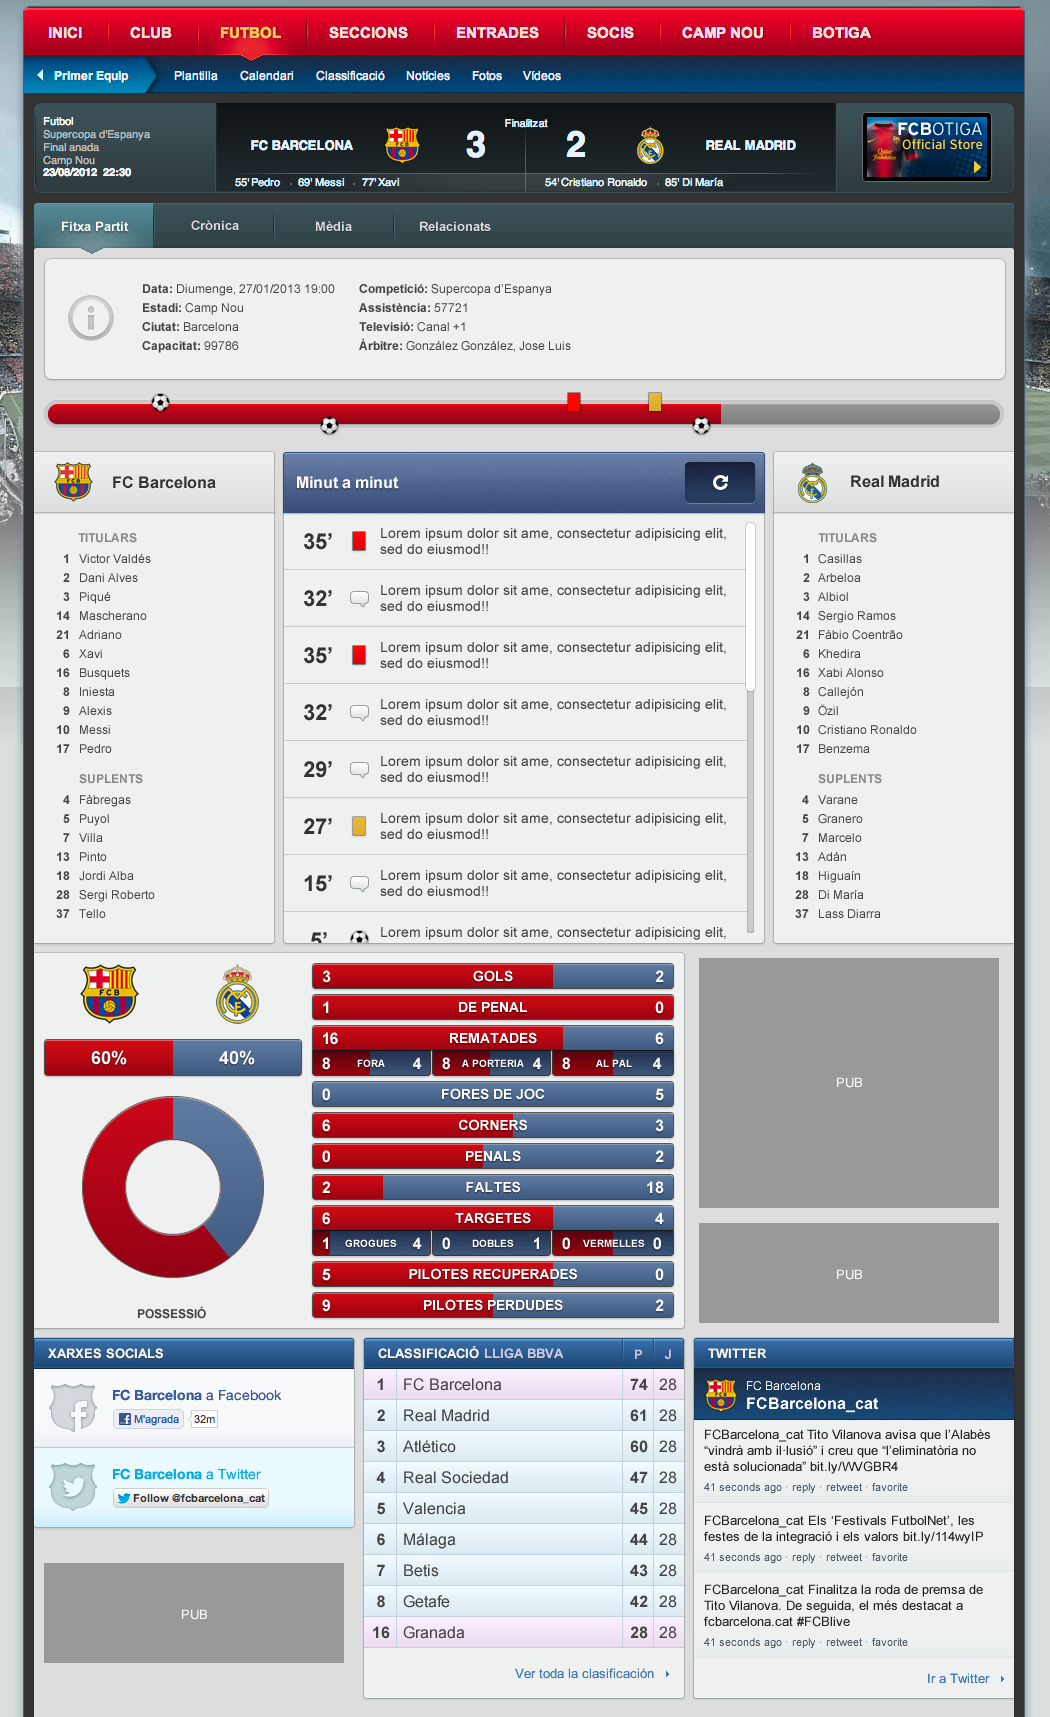 INICI CLUB FUTBOL SECCIONS ENTRADES SOCIS CAMP NOU BOTIGA
Primer Equip Plantilla Calendari Classificació Notícies Fotos Vídeos
Futbol
Supercopa d'Espanya
Final anada
Camp Nou
23/08/2012 22:30
Finalitzat
FC BARCELONA 3 2 REAL MADRID
55' Pedro . 69' Messi . 77' Xavi
54' Cristiano Ronaldo . 85' Di María
FCBOTIGA
Official Store
Fitxa Partit Crònica Mèdia Relacionats
Data: Diumenge, 27/01/2013 19:00
Estadi: Camp Nou
Ciutat: Barcelona
Capacitat: 99786
Competició: Supercopa d'Espanya
Assistència: 57721
Televisió: Canal +1
Àrbitre: González González, Jose Luis
FC Barcelona
TITULARS
1 Victor Valdés
2 Dani Alves
3 Piqué
14 Mascherano
21 Adriano
6 Xavi
16 Busquets
8 Iniesta
9 Alexis
10 Messi
17 Pedro
SUPLENTS
4 Fàbregas
5 Puyol
7 Villa
13 Pinto
18 Jordi Alba
28 Sergi Roberto
37 Tello
Minut a minut
35’ Lorem ipsum dolor sit ame, consectetur adipisicing elit,
sed do eiusmod!!
32’ Lorem ipsum dolor sit ame, consectetur adipisicing elit,
sed do eiusmod!!
35’ Lorem ipsum dolor sit ame, consectetur adipisicing elit,
sed do eiusmod!!
32’ Lorem ipsum dolor sit ame, consectetur adipisicing elit,
sed do eiusmod!!
29’ Lorem ipsum dolor sit ame, consectetur adipisicing elit,
sed do eiusmod!!
27’ Lorem ipsum dolor sit ame, consectetur adipisicing elit,
sed do eiusmod!!
15’ Lorem ipsum dolor sit ame, consectetur adipisicing elit,
sed do eiusmod!!
5’ Lorem ipsum dolor sit ame, consectetur adipisicing elit,
Real Madrid
TITULARS
1 Casillas
2 Arbeloa
3 Albiol
14 Sergio Ramos
21 Fábio Coentrão
6 Khedira
16 Xabi Alonso
8 Callejón
9 Özil
10 Cristiano Ronaldo
17 Benzema
SUPLENTS
4 Varane
5 Granero
7 Marcelo
13 Adán
18 Higuaín
28 Di María
37 Lass Diarra
FCB
60% 40%
POSSESSIÓ
3 GOLS 2
1 DE PENAL 0
16 REMATADES 6
8 FORA 4 8 A PORTERIA 4 8 AL PAL 4
0 FORES DE JOC 5
6 CORNERS 3
0 PENALS 2
2 FALTES 18
6 TARGETES 4
1 GROGUES 4 0 DOBLES 1 0 VERMELLES 0
5 PILOTES RECUPERADES 0
9 PILOTES PERDUDES 2
PUB
PUB
XARXES SOCIALS
FC Barcelona a Facebook
M'agrada 32m
FC Barcelona a Twitter
Follow @fcbarcelona_cat
PUB
CLASSIFICACIÓ LLIGA BBVA P J
1 FC Barcelona 74 28
2 Real Madrid 61 28
3 Atlético 60 28
4 Real Sociedad 47 28
5 Valencia 45 28
6 Málaga 44 28
7 Betis 43 28
8 Getafe 42 28
16 Granada 28 28
Ver toda la clasificación
TWITTER
FC Barcelona
FCBarcelona_cat
FCBarcelona_cat Tito Vilanova avisa que l’Alabès
“vindrà amb il·lusió” i creu que “l’eliminatòria no
està solucionada” bit.ly/WVGBR4
41 seconds ago · reply · retweet · favorite
FCBarcelona_cat Els ‘Festivals FutbolNet’, les
festes de la integració i els valors bit.ly/114wyIP
41 seconds ago · reply · retweet · favorite
FCBarcelona_cat Finalitza la roda de premsa de
Tito Vilanova. De seguida, el més destacat a
fcbarcelona.cat #FCBlive
41 seconds ago · reply · retweet · favorite
Ir a Twitter